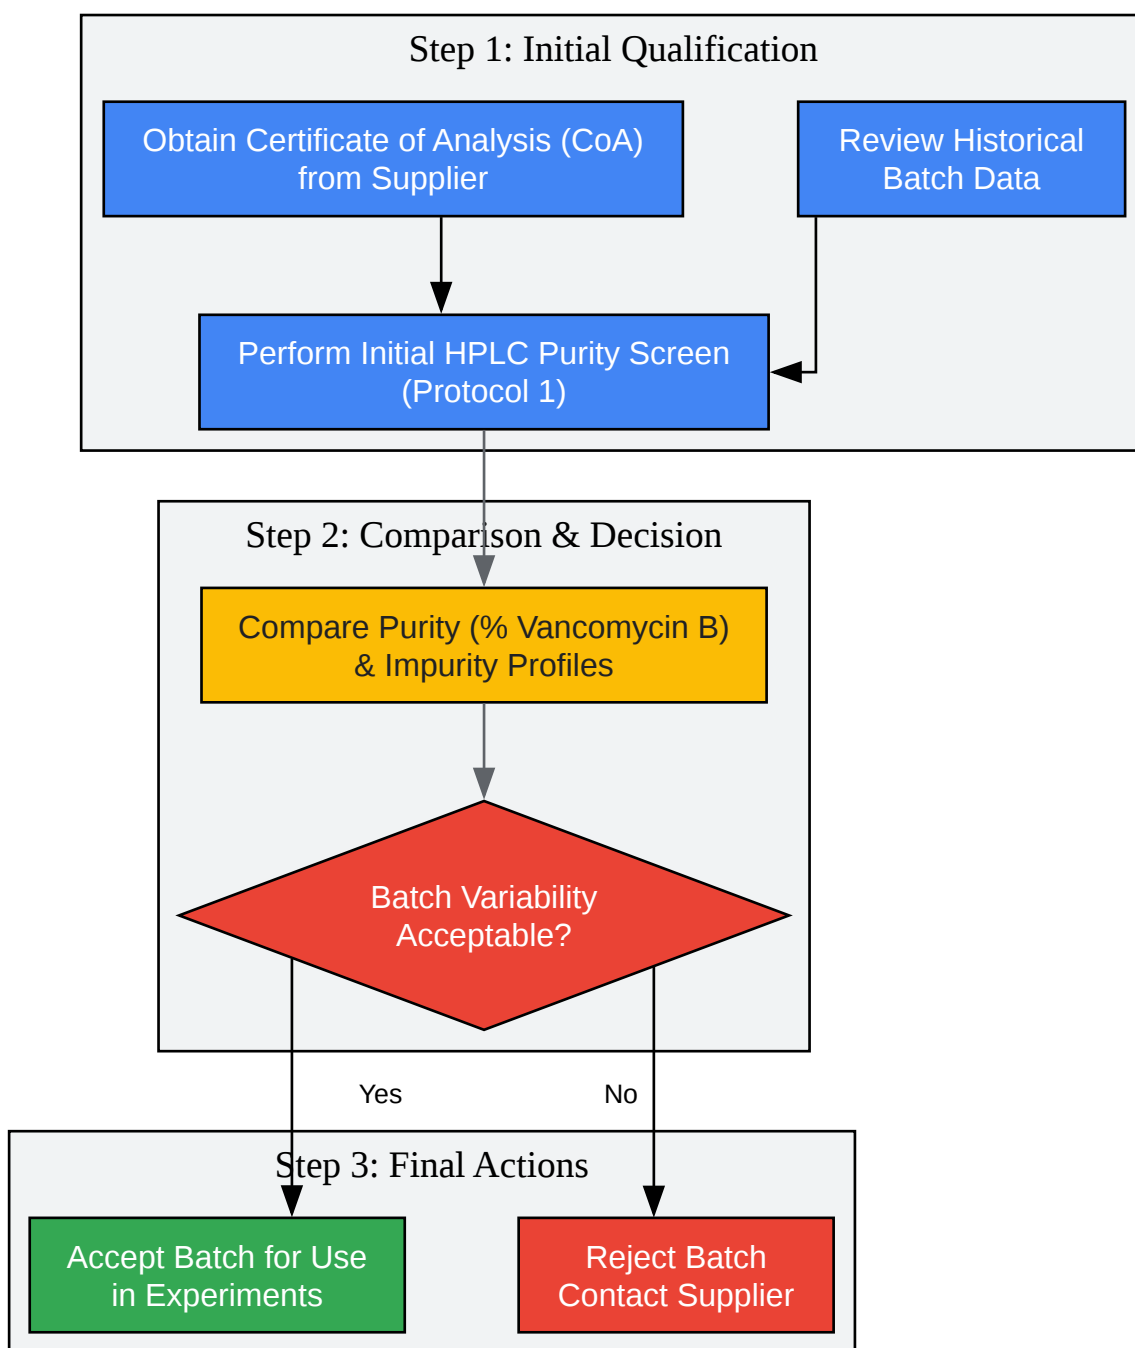 Step 1: Initial Qualification
Obtain Certificate of Analysis (CoA)
from Supplier
Review Historical
Batch Data
Perform Initial HPLC Purity Screen
(Protocol 1)
Step 2: Comparison & Decision
Compare Purity (% Vancomycin B)
& Impurity Profiles
Batch Variability
Acceptable?
Yes
No
Step 3: Final Actions
Accept Batch for Use
in Experiments
Reject Batch
Contact Supplier